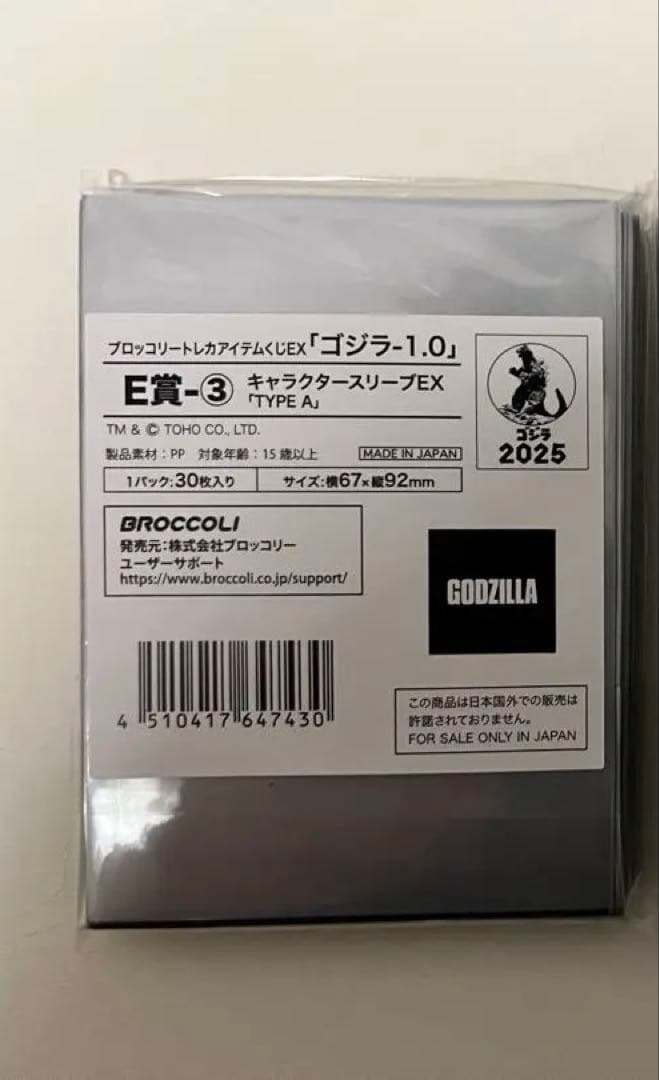 ブロッコリートレカアイテムくじEX「ゴジラ-1.0」
E賞-③ キャラクタースリーブEX
「TYPE A」
TM & © TOHO CO., LTD.
製品素材：PP 対象年齢：15歳以上 MADE IN JAPAN
1パック：30枚入り サイズ：横67×縦92mm
ゴジラ
2025
BROCCOLI
発売元：株式会社ブロッコリー
ユーザーサポート
https://www.broccoli.co.jp/support/
GODZILLA
4 510417 647430
この商品は日本国外での販売は
許諾されておりません。
FOR SALE ONLY IN JAPAN